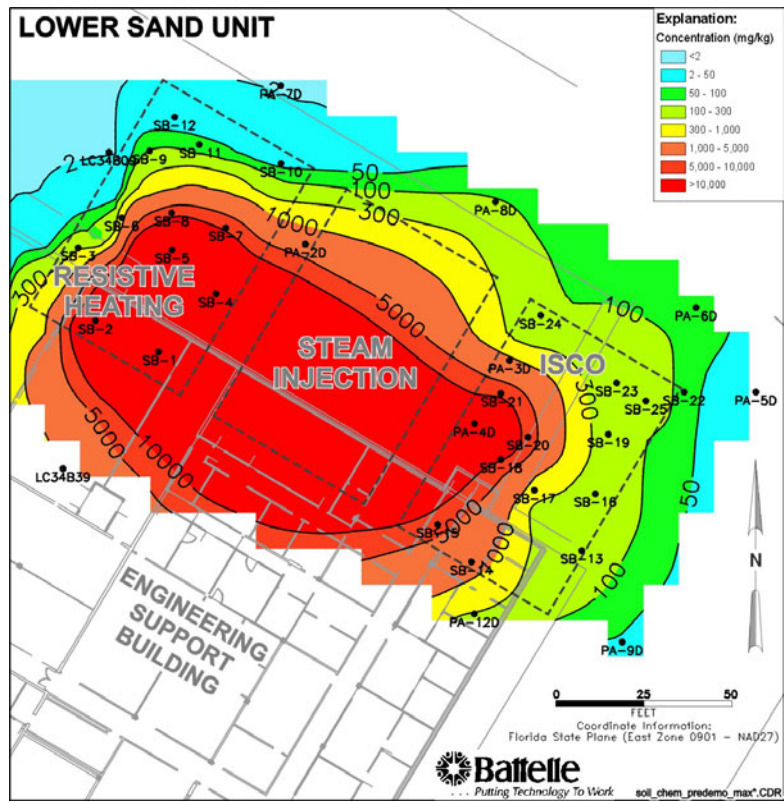 LOWER SAND UNIT
Explanation:
Concentration (mg/kg)
<2
2 - 50
50 - 100
100 - 300
300 - 1,000
1,000 - 5,000
5,000 - 10,000
>10,000
2
PA-7D
SB-12
SB-11
SB-9
LC34B09
2
SB-10
50
100
300
1000
PA-8D
SB-8
SB-6
SB-7
PA-2D
SB-3
SB-5
RESISTIVE
HEATING
300
SB-4
5000
100
PA-6D
SB-2
SB-24
STEAM
INJECTION
SB-1
PA-3D
ISCO
300
SB-23
SB-22
SB-25
PA-5D
SB-21
PA-4D
SB-20
SB-19
5000
10000
SB-18
LC34B39
SB-17
SB-16
50
SB-15
5000
SB-14
1000
SB-13
100
N
ENGINEERING
SUPPORT
BUILDING
PA-12D
PA-9D
0 25 50
FEET
Coordinate Information:
Florida State Plane (East Zone 0901 - NAD27)
Battelle
... Putting Technology To Work
soil_chem_predemo_max*.CDR